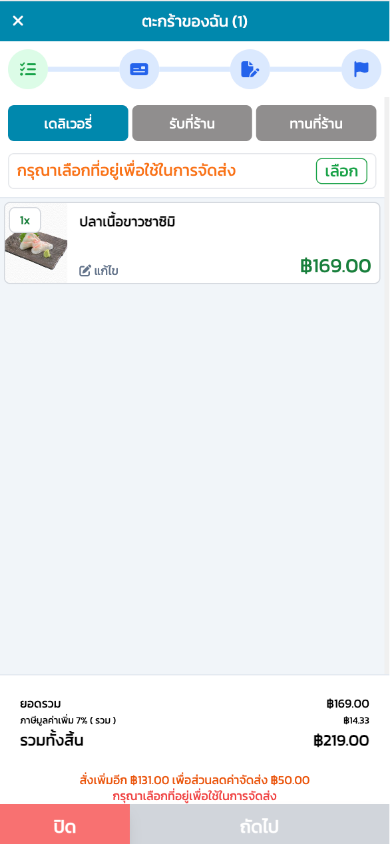 ตะกร้าของฉัน (1)
เดลิเวอรี่ รับที่ร้าน ทานที่ร้าน
กรุณาเลือกที่อยู่เพื่อใช้ในการจัดส่ง เลือก
1x
ปลาเนื้อขาวซาชิมิ
แก้ไข ฿169.00
ยอดรวม ฿169.00
ภาษีมูลค่าเพิ่ม 7% ( รวม ) ฿14.33
รวมทั้งสิ้น ฿219.00
สั่งเพิ่มอีก ฿131.00 เพื่อส่วนลดค่าจัดส่ง ฿50.00
กรุณาเลือกที่อยู่เพื่อใช้ในการจัดส่ง
ปิด ถัดไป